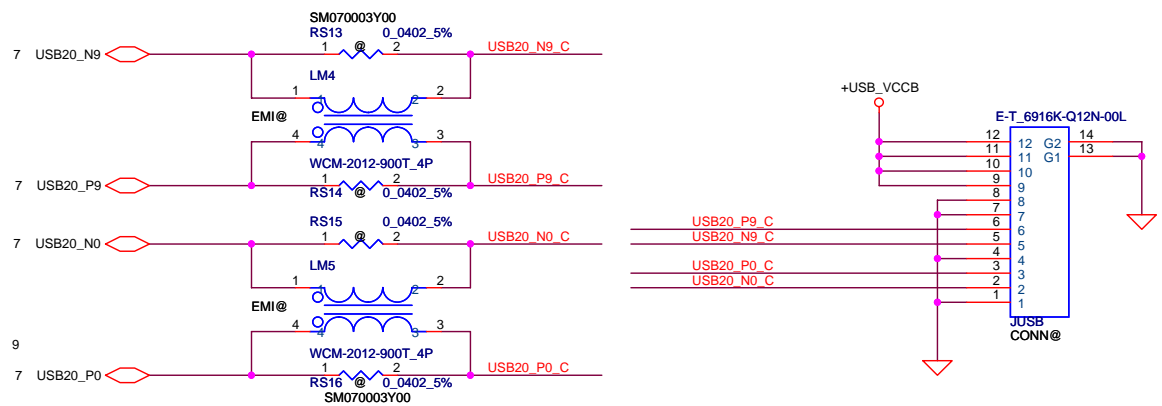 SM070003Y00
RS13 0_0402_5%
7 USB20_N9 1 @ 2 USB20_N9_C
LM4
1 1 2 2
EMI@
4 4 3 3
WCM-2012-900T_4P
7 USB20_P9 1 2 USB20_P9_C
RS14 @ 0_0402_5%
RS15 0_0402_5%
7 USB20_N0 1 @ 2 USB20_N0_C
LM5
1 1 2 2
EMI@
4 4 3 3
9
WCM-2012-900T_4P
7 USB20_P0 1 2 USB20_P0_C
RS16 @ 0_0402_5%
SM070003Y00
+USB_VCCB
E-T_6916K-Q12N-00L
12 12 G2 14
11 11 G1 13
10 10
9 9
8 8
7 7
USB20_P9_C 6 6
USB20_N9_C 5 5
4 4
USB20_P0_C 3 3
USB20_N0_C 2 2
1 1
JUSB
CONN@